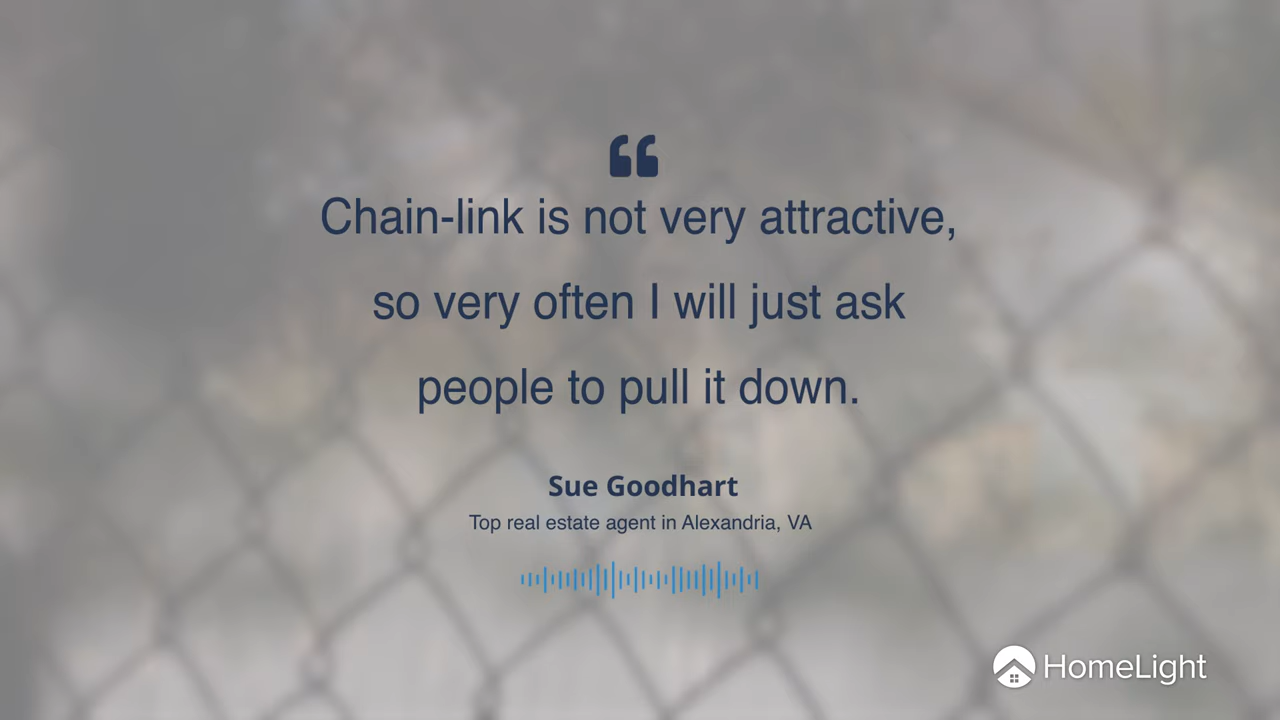 “
Chain-link is not very attractive,
so very often I will just ask
people to pull it down.
Sue Goodhart
Top real estate agent in Alexandria, VA
HomeLight